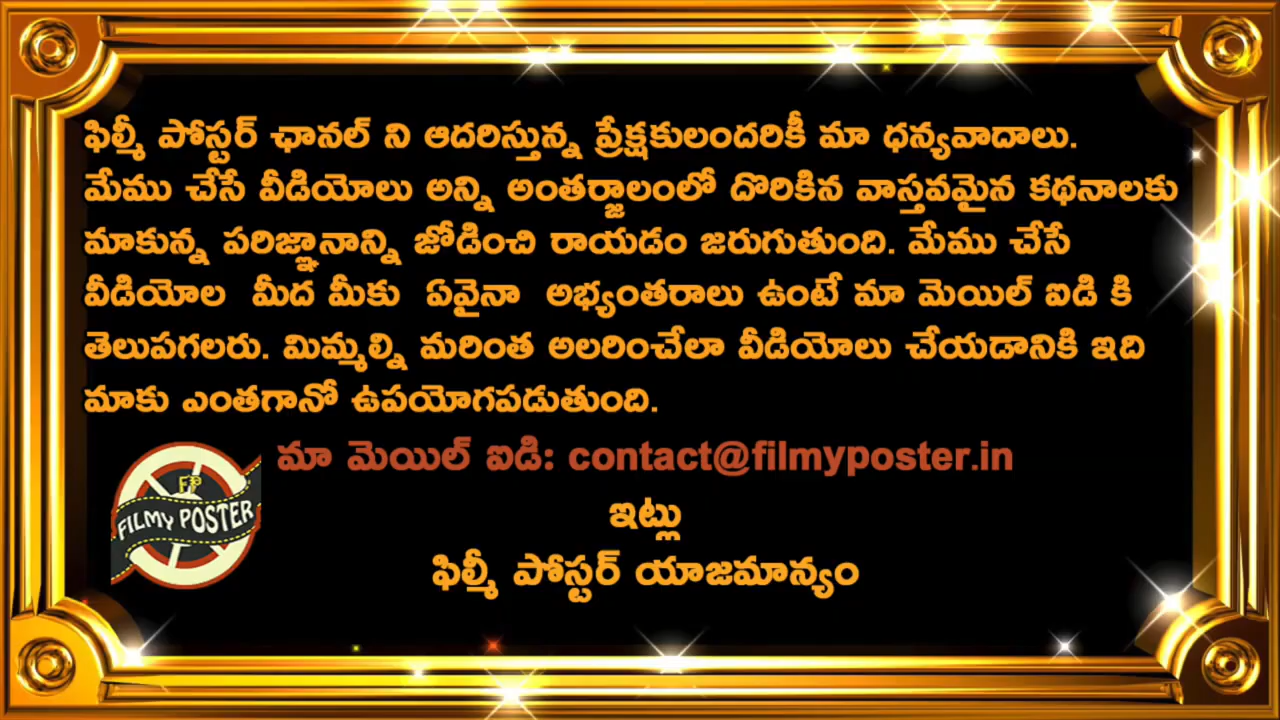 ఫిల్మీ పోస్టర్ ఛానల్ ని ఆదరిస్తున్న ప్రేక్షకులందరికీ మా ధన్యవాదాలు.
మేము చేసే వీడియోలు అన్ని అంతర్జాలంలో దొరికిన వాస్తవమైన కథనాలకు
మాకున్న పరిజ్ఞానాన్ని జోడించి రాయడం జరుగుతుంది. మేము చేసే
వీడియోల మీద మీకు ఏవైనా అభ్యంతరాలు ఉంటే మా మెయిల్ ఐడి కి
తెలుపగలరు. మిమ్మల్ని మరింత అలరించేలా వీడియోలు చేయడానికి ఇది
మాకు ఎంతగానో ఉపయోగపడుతుంది.
మా మెయిల్ ఐడి: contact@filmyposter.in
FP
FILMY POSTER
ఇట్లు
ఫిల్మీ పోస్టర్ యాజమాన్యం